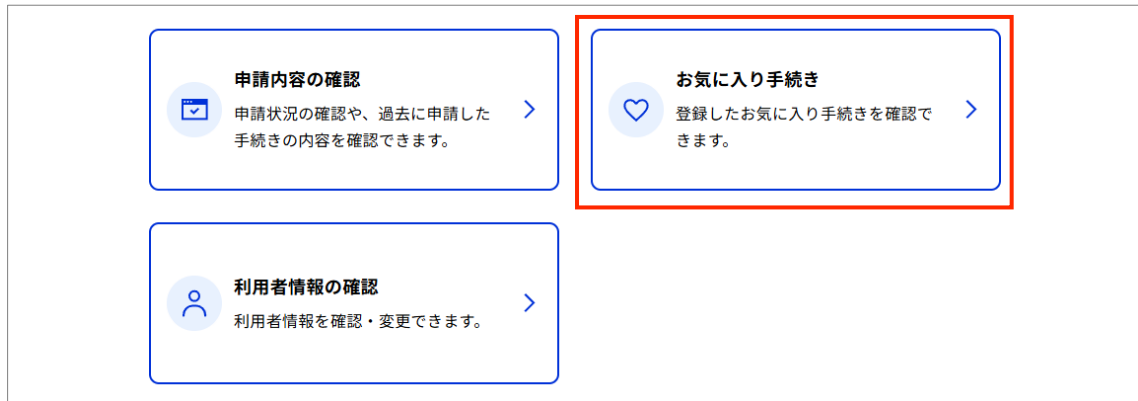 申請内容の確認
申請状況の確認や、過去に申請した
手続きの内容を確認できます。
お気に入り手続き
登録したお気に入り手続きを確認で
きます。
利用者情報の確認
利用者情報を確認・変更できます。